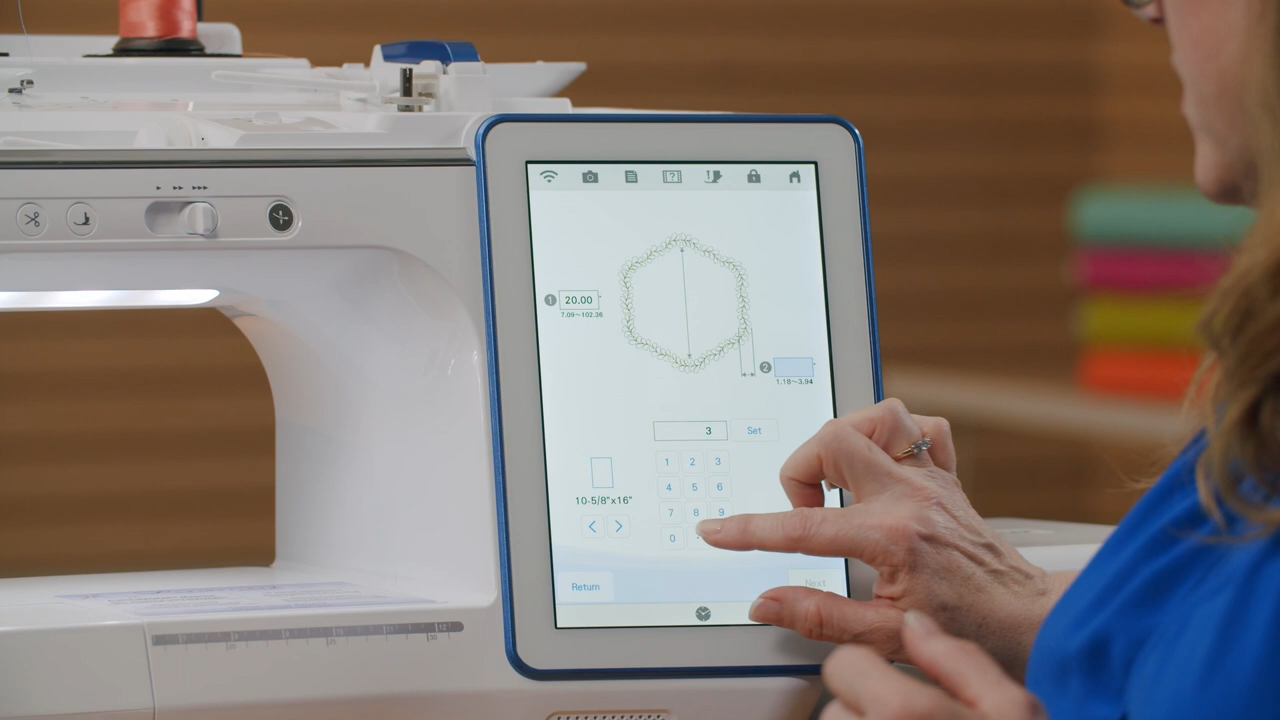 1 20.00 "
7.09~102.36
2 "
1.18~3.94
3 Set
1 2 3
4 5 6
10-5/8"x16"
7 8 9
< >
0 .
Return Next